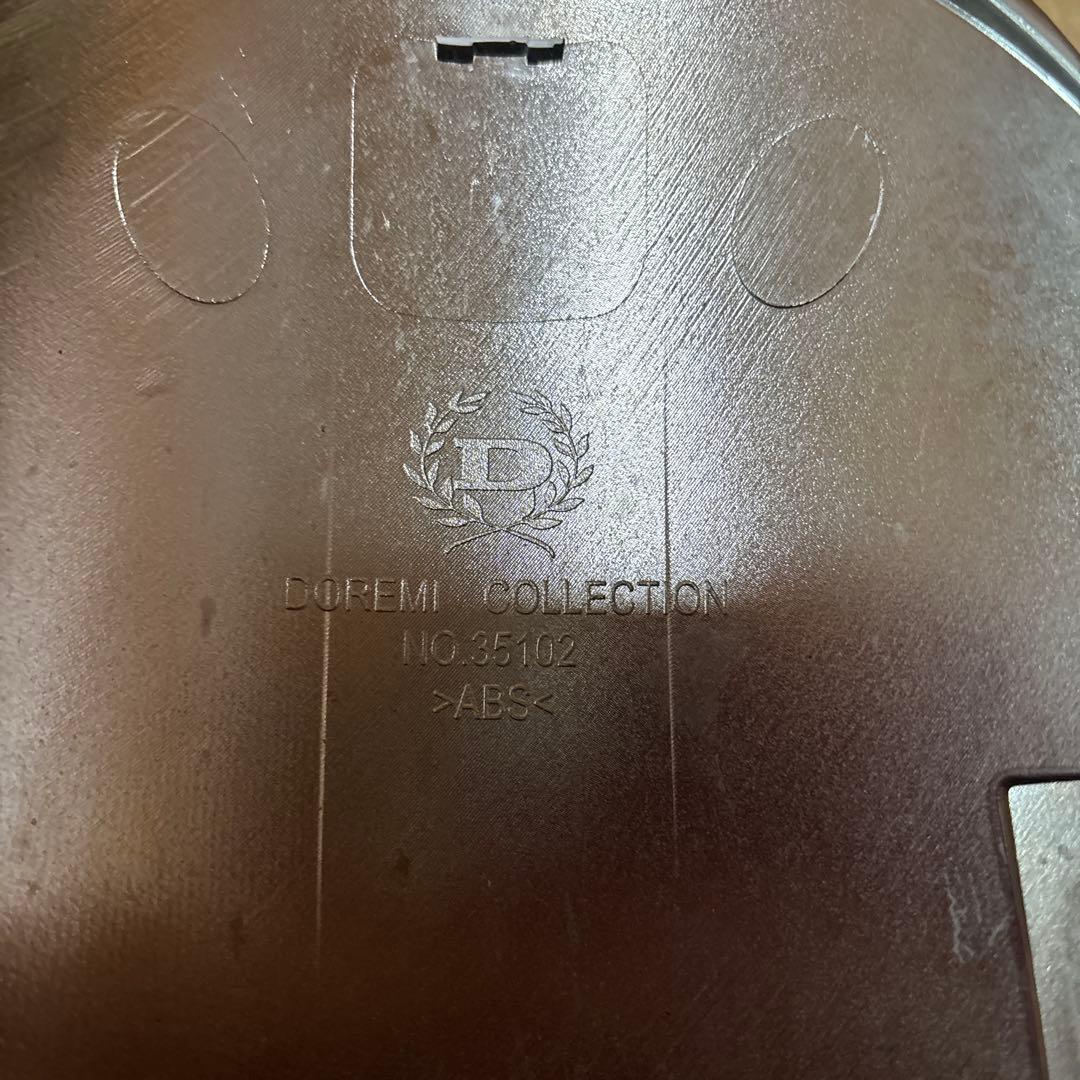 D
DOREMI COLLECTION
NO.35102
>ABS<